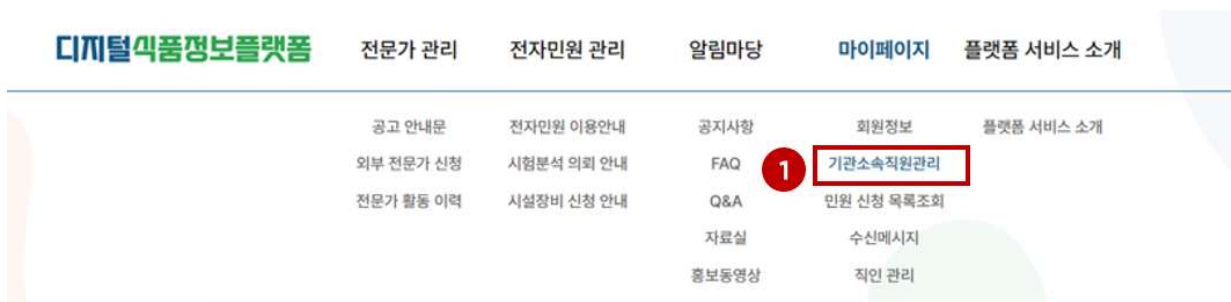 디지털식품정보플랫폼 전문가 관리 전자민원 관리 알림마당 마이페이지 플랫폼 서비스 소개
공고 안내문 전자민원 이용안내 공지사항 회원정보 플랫폼 서비스 소개
외부 전문가 신청 시험분석 의뢰 안내 FAQ 1 기관소속직원관리
전문가 활동 이력 시설장비 신청 안내 Q&A 민원 신청 목록조회
자료실 수신메시지
홍보동영상 직인 관리